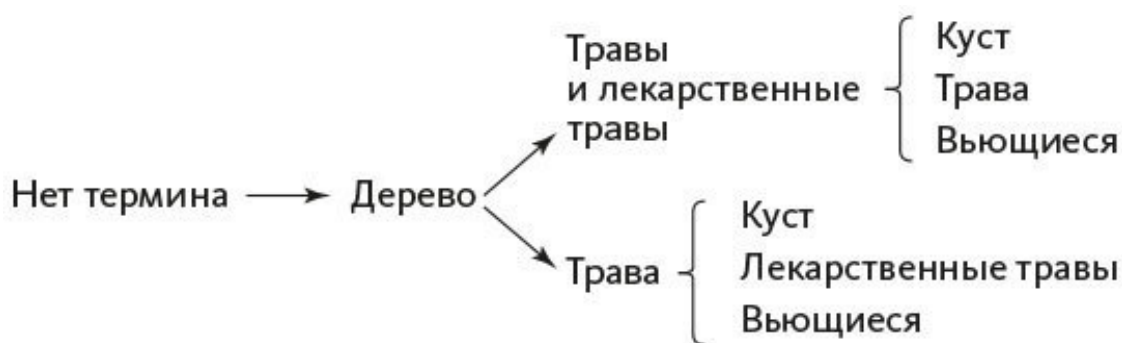 Травы
и лекарственные
травы
Куст
Трава
Вьющиеся
Нет термина
Дерево
Трава
Куст
Лекарственные травы
Вьющиеся